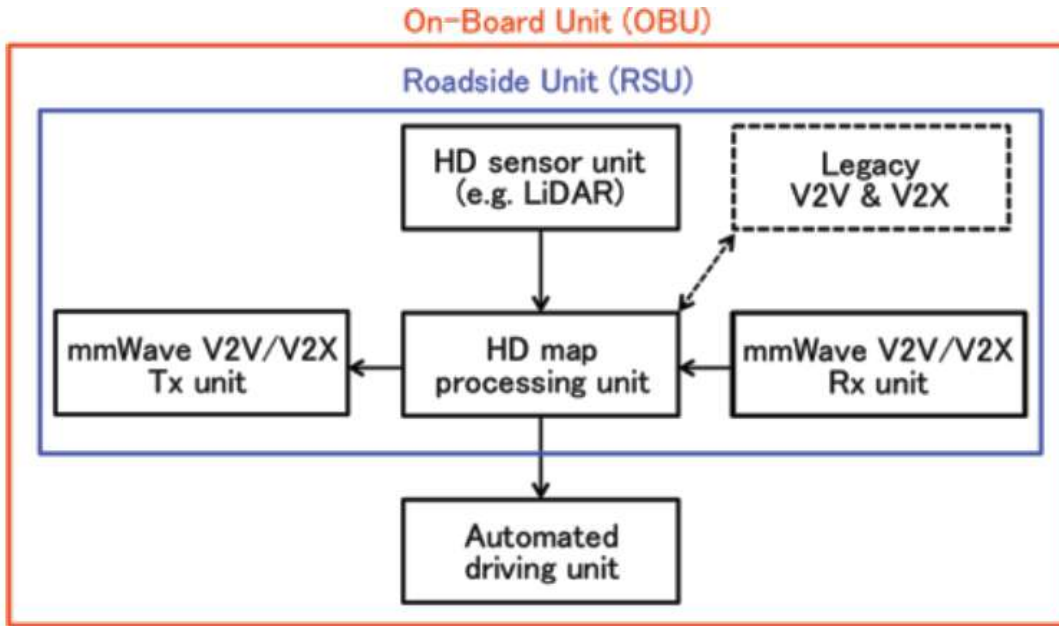 On-Board Unit (OBU)
Roadside Unit (RSU)
HD sensor unit
(e.g. LiDAR)
Legacy
V2V & V2X
mmWave V2V/V2X
Tx unit
HD map
processing unit
mmWave V2V/V2X
Rx unit
Automated
driving unit